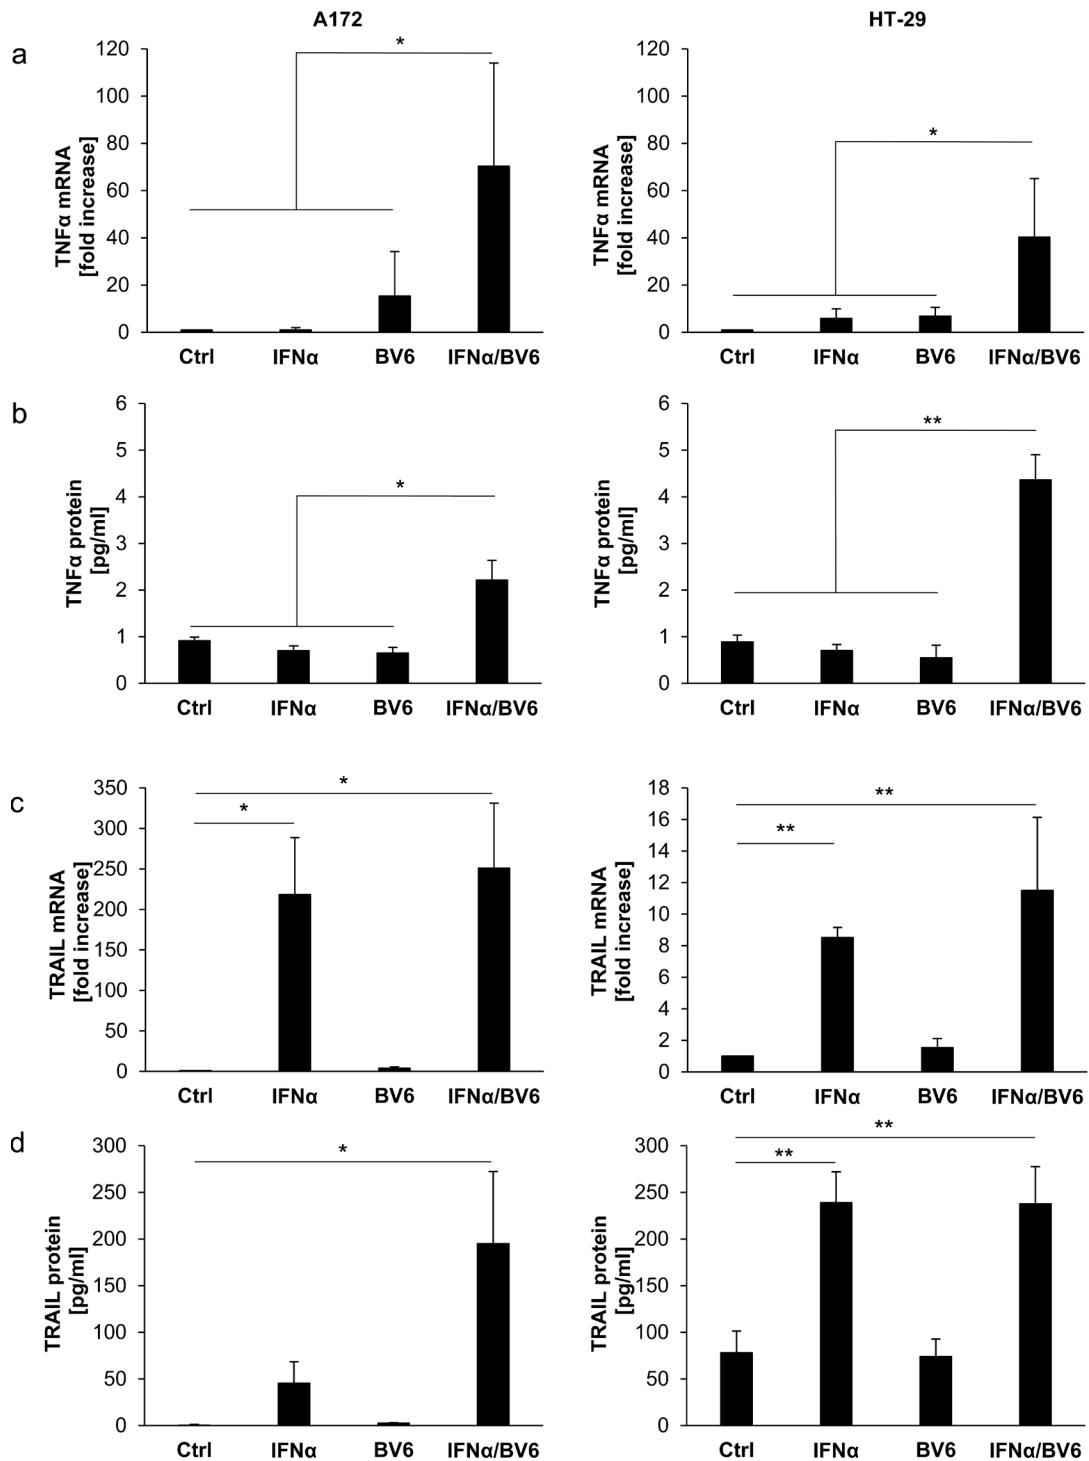 A172
HT-29
a
TNFα mRNA
[fold increase]
120
100
80
60
40
20
0
*
Ctrl IFNα BV6 IFNα/BV6
TNFα mRNA
[fold increase]
120
100
80
60
40
20
0
*
Ctrl IFNα BV6 IFNα/BV6
b
TNFα protein
[pg/ml]
6
5
4
3
2
1
0
*
Ctrl IFNα BV6 IFNα/BV6
TNFα protein
[pg/ml]
6
5
4
3
2
1
0
**
Ctrl IFNα BV6 IFNα/BV6
c
TRAIL mRNA
[fold increase]
350
300
250
200
150
100
50
0
*
*
Ctrl IFNα BV6 IFNα/BV6
TRAIL mRNA
[fold increase]
18
16
14
12
10
8
6
4
2
0
**
**
Ctrl IFNα BV6 IFNα/BV6
d
TRAIL protein
[pg/ml]
300
250
200
150
100
50
0
*
Ctrl IFNα BV6 IFNα/BV6
TRAIL protein
[pg/ml]
300
250
200
150
100
50
0
**
**
Ctrl IFNα BV6 IFNα/BV6